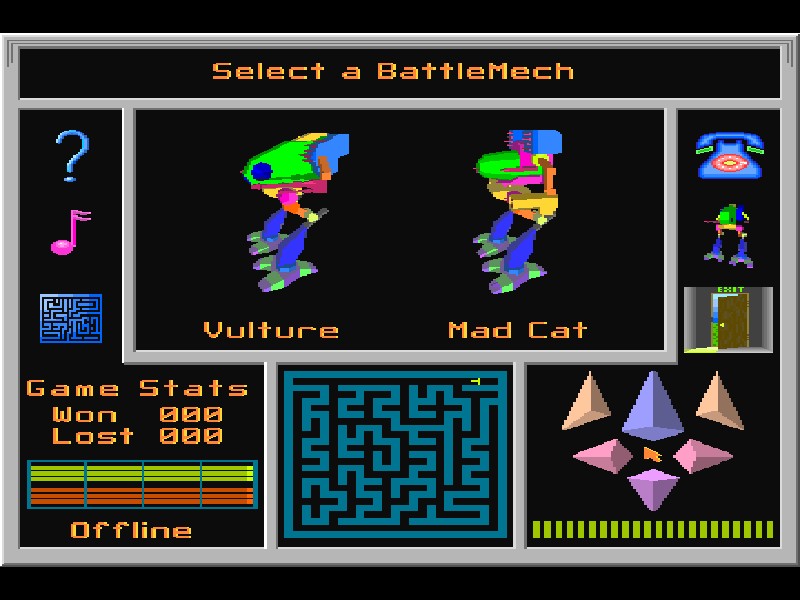 Select a BattleMech
?
EXIT
Vulture
Mad Cat
Game Stats
Won 000
Lost 000
Offline